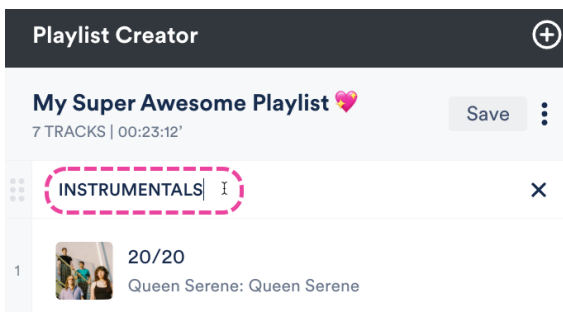 Playlist Creator
My Super Awesome Playlist 💖
Save
7 TRACKS | 00:23:12’
INSTRUMENTALS
20/20
1
Queen Serene: Queen Serene